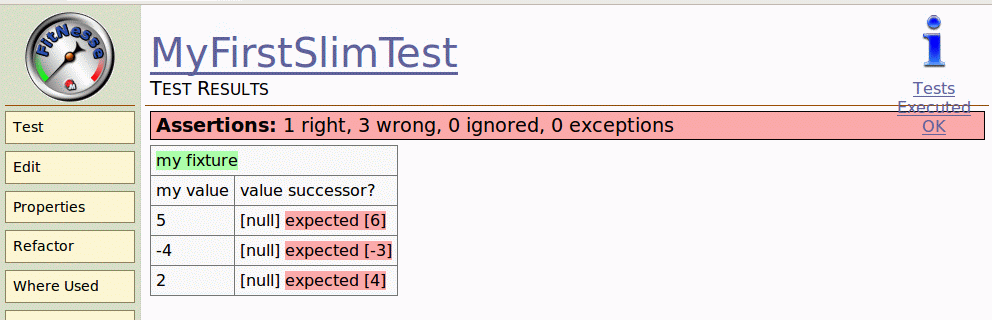 FitNesse
MyFirstSlimTest
TEST RESULTS
Tests
Executed
OK
Test
Edit
Properties
Refactor
Where Used
Assertions: 1 right, 3 wrong, 0 ignored, 0 exceptions
my fixture
my value value successor?
5 [null] expected [6]
-4 [null] expected [-3]
2 [null] expected [4]